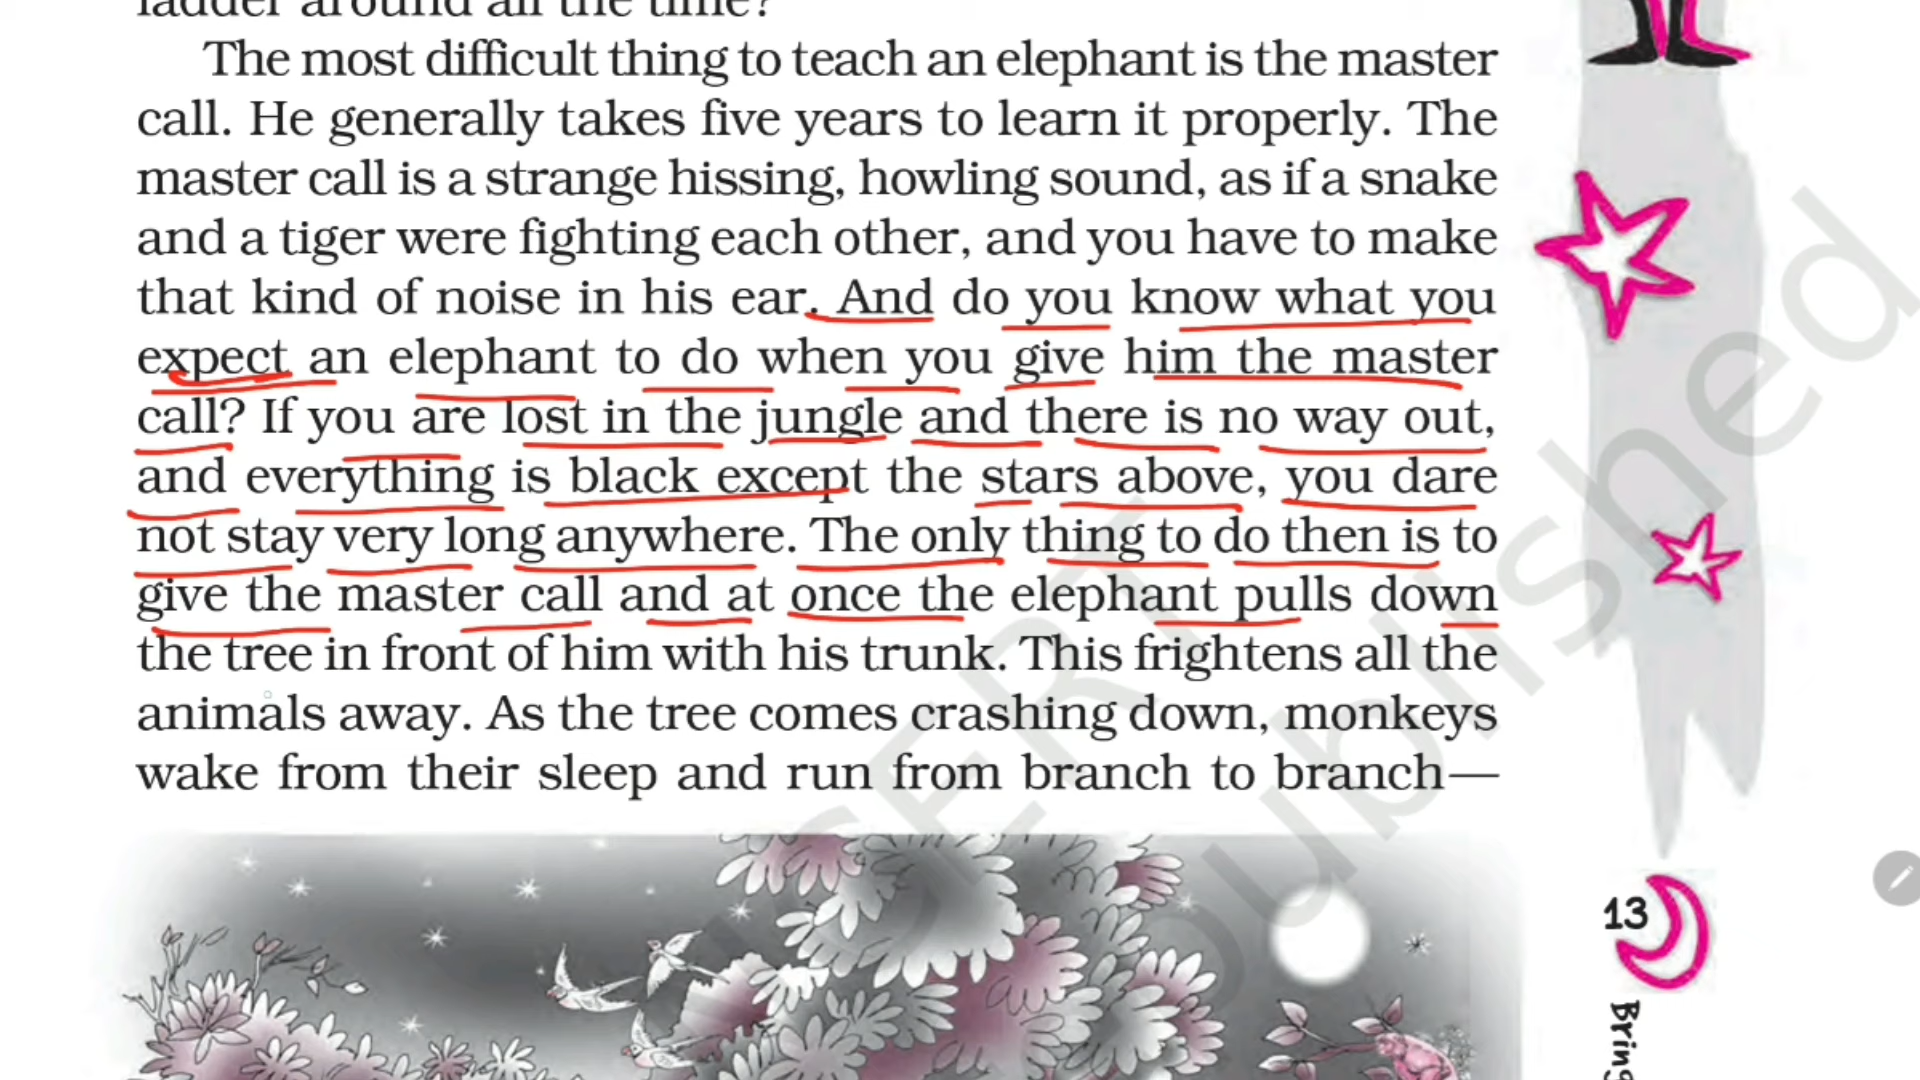 ladder around all the time?
The most difficult thing to teach an elephant is the master
call. He generally takes five years to learn it properly. The
master call is a strange hissing, howling sound, as if a snake
and a tiger were fighting each other, and you have to make
that kind of noise in his ear. And do you know what you
expect an elephant to do when you give him the master
call? If you are lost in the jungle and there is no way out,
and everything is black except the stars above, you dare
not stay very long anywhere. The only thing to do then is to
give the master call and at once the elephant pulls down
the tree in front of him with his trunk. This frightens all the
animals away. As the tree comes crashing down, monkeys
wake from their sleep and run from branch to branch—
13
Bring
published